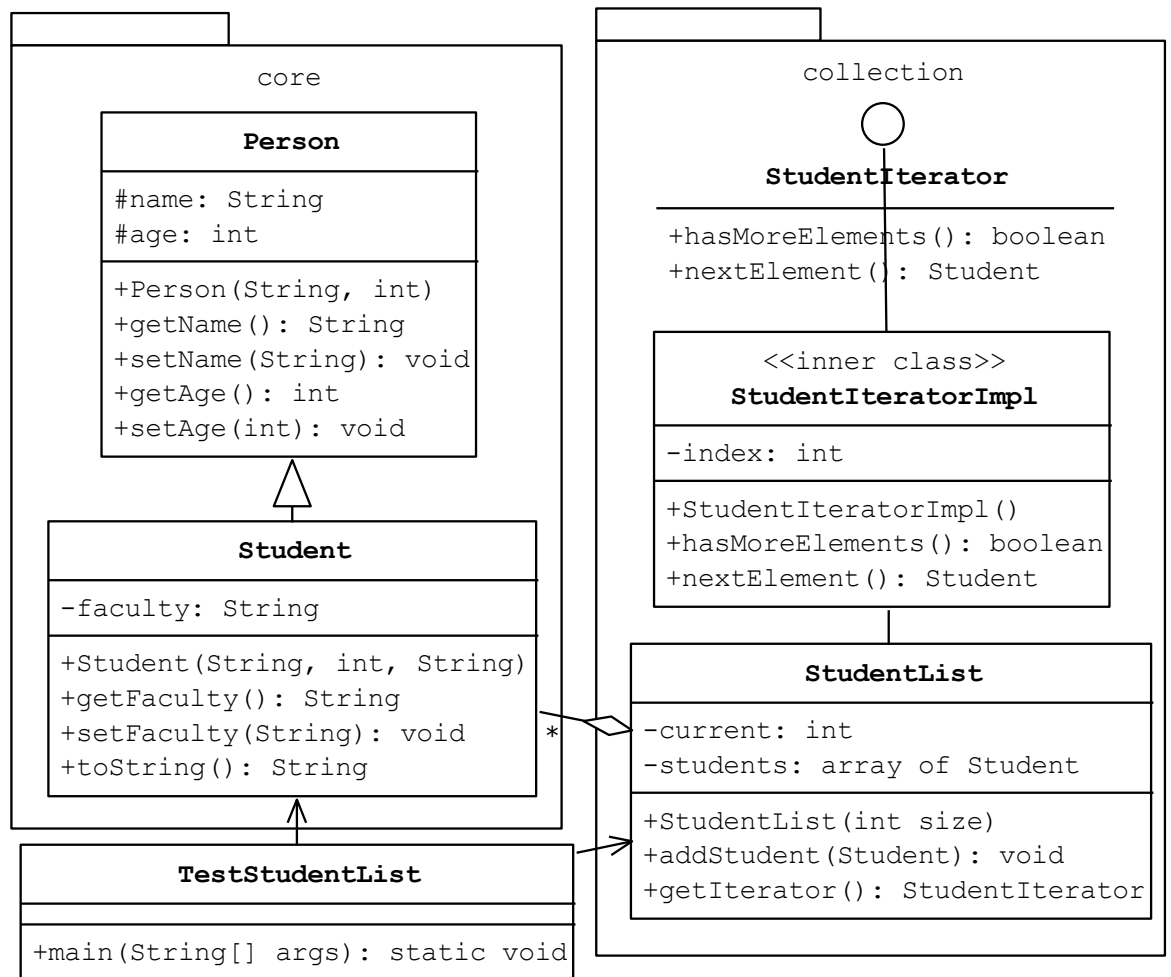 core
Person
#name: String
#age: int
+Person(String, int)
+getName(): String
+setName(String): void
+getAge(): int
+setAge(int): void
Student
-faculty: String
+Student(String, int, String)
+getFaculty(): String
+setFaculty(String): void
+toString(): String
*
TestStudentList
+main(String[] args): static void
collection
StudentIterator
+hasMoreElements(): boolean
+nextElement(): Student
<<inner class>>
StudentIteratorImpl
-index: int
+StudentIteratorImpl()
+hasMoreElements(): boolean
+nextElement(): Student
StudentList
-current: int
-students: array of Student
+StudentList(int size)
+addStudent(Student): void
+getIterator(): StudentIterator